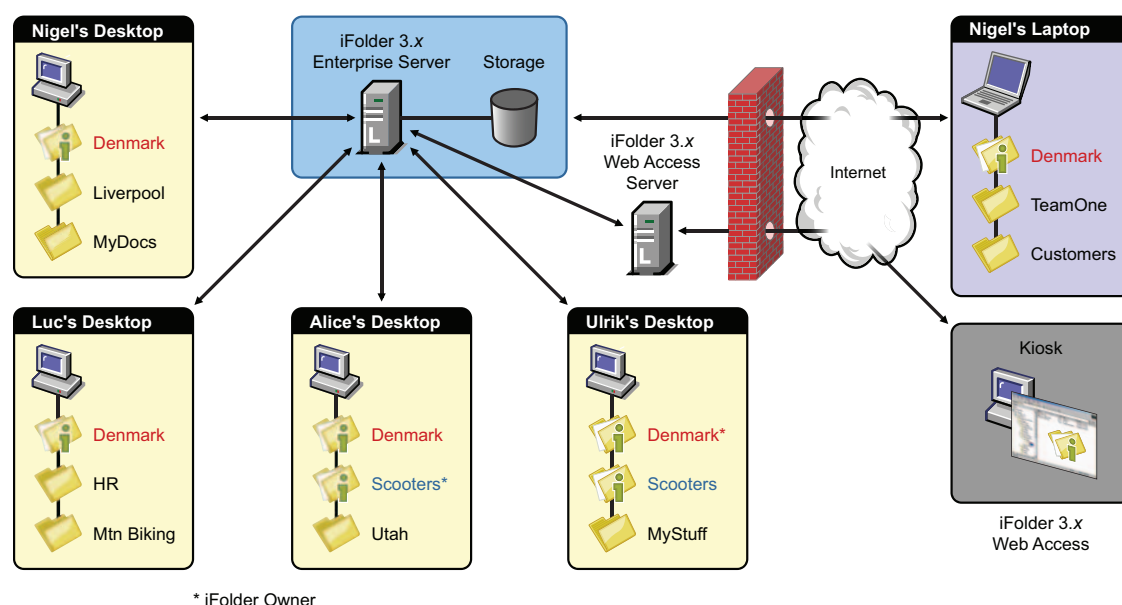 Nigel's Desktop
Denmark
Liverpool
MyDocs
iFolder 3.x
Enterprise Server
Storage
L
iFolder 3.x
Web Access
Server
L
Internet
Nigel's Laptop
Denmark
TeamOne
Customers
Luc's Desktop
Denmark
HR
Mtn Biking
Alice's Desktop
Denmark
Scooters*
Utah
Ulrik's Desktop
Denmark*
Scooters
MyStuff
Kiosk
iFolder 3.x
Web Access
* iFolder Owner